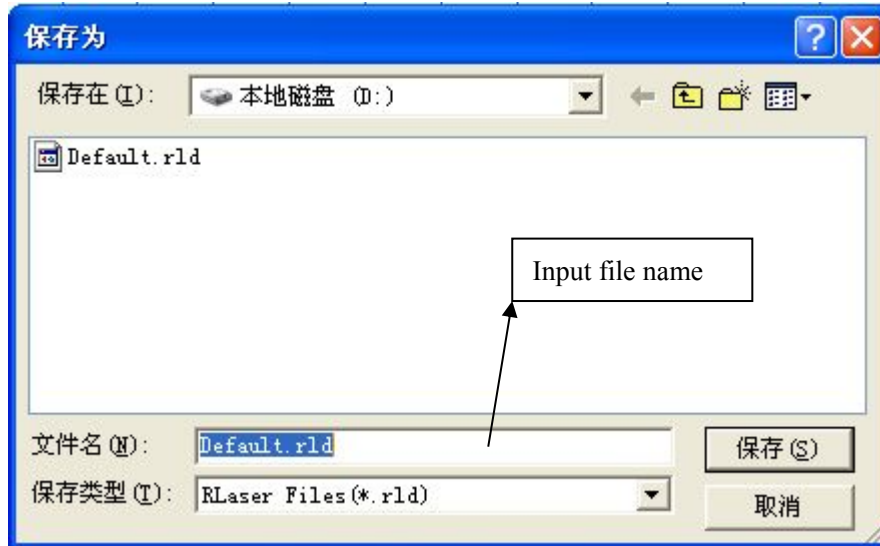 保存为
保存在(I): 本地磁盘 (D:)
Default.rld
Input file name
文件名(N): Default.rld 保存(S)
保存类型(T): RLaser Files(*.rld) 取消